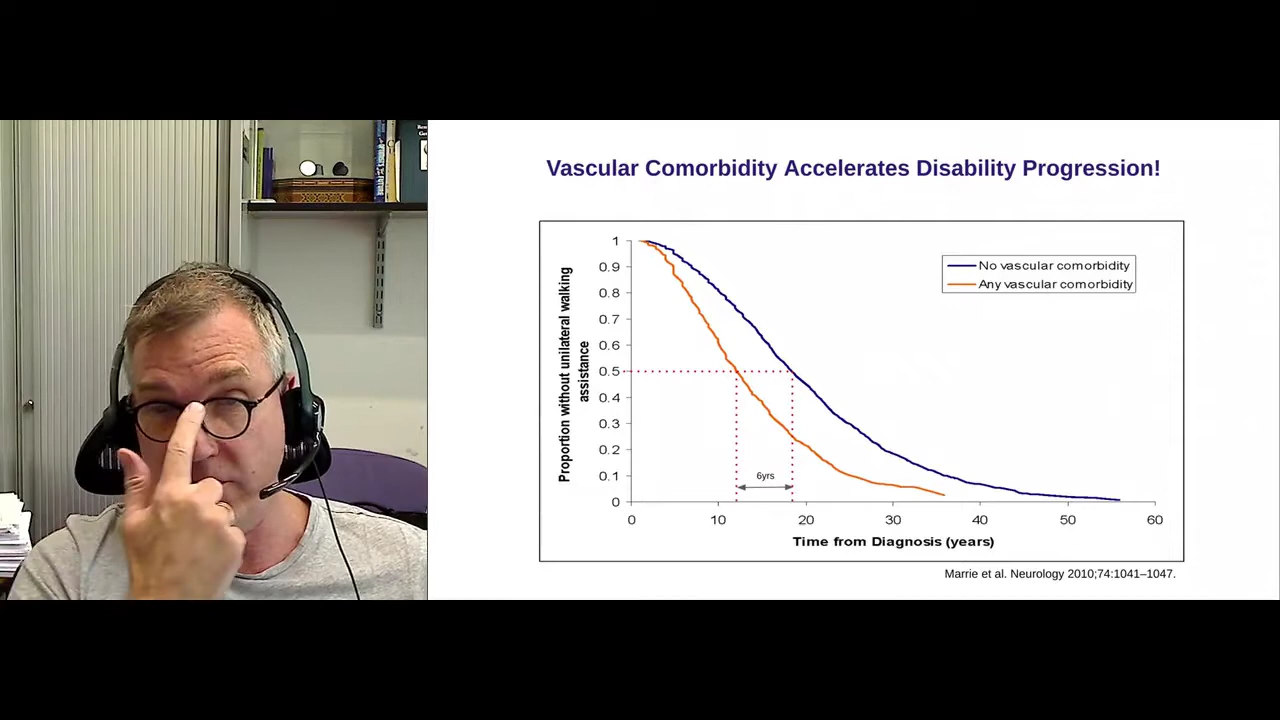 Vascular Comorbidity Accelerates Disability Progression!
Proportion without unilateral walking
assistance
1
0.9
0.8
0.7
0.6
0.5
0.4
0.3
0.2
0.1
0
No vascular comorbidity
Any vascular comorbidity
6yrs
0 10 20 30 40 50 60
Time from Diagnosis (years)
Marrie et al. Neurology 2010;74:1041–1047.